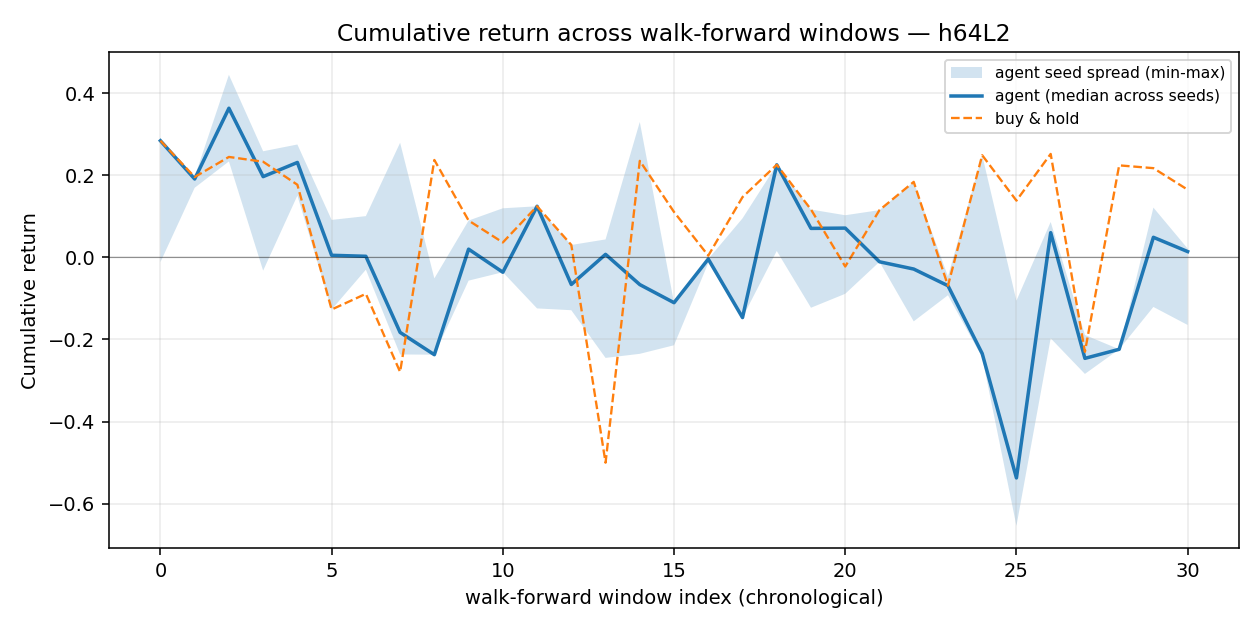 Cumulative return across walk-forward windows — h64L2
agent seed spread (min-max)
agent (median across seeds)
buy & hold
Cumulative return
0.4
0.2
0.0
−0.2
−0.4
−0.6
0 5 10 15 20 25 30
walk-forward window index (chronological)